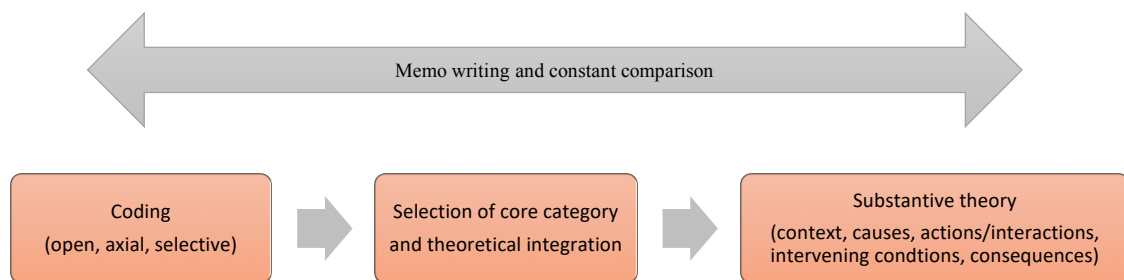 Memo writing and constant comparison
Coding
(open, axial, selective)
Selection of core category
and theoretical integration
Substantive theory
(context, causes, actions/interactions,
intervening condtions, consequences)